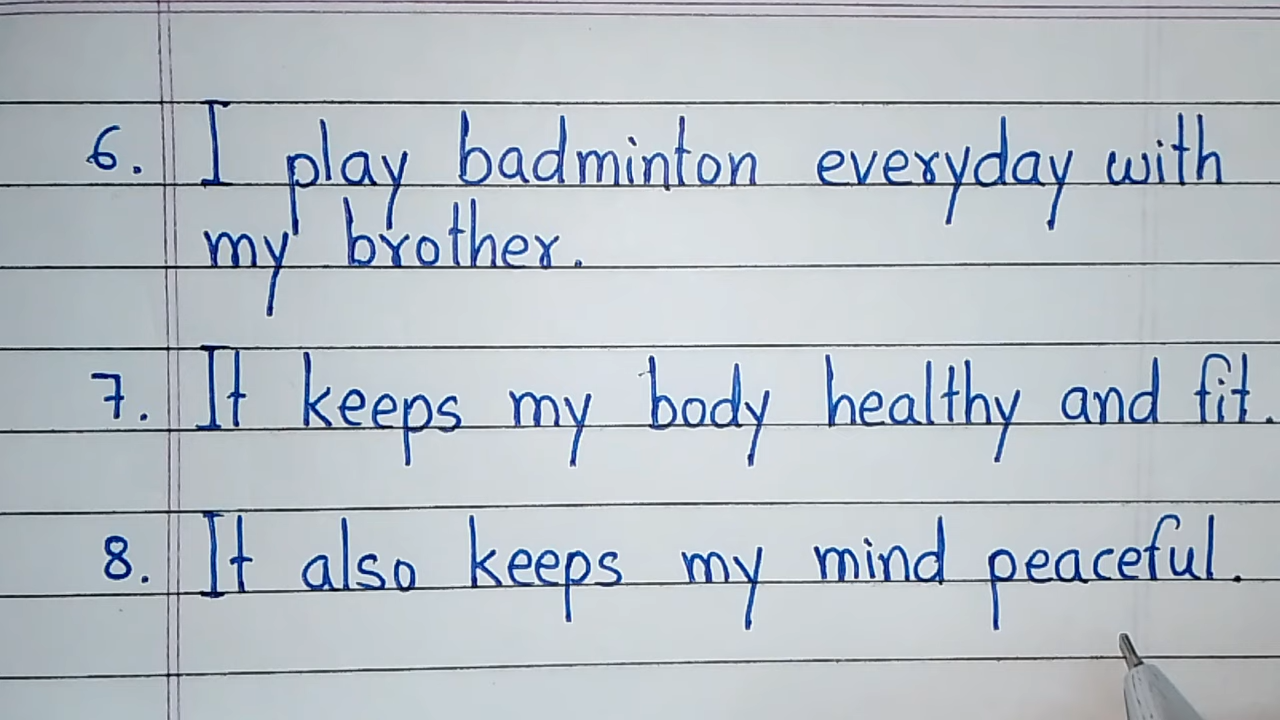 6. I play badminton everyday with
my brother.
7. It keeps my body healthy and fit.
8. It also keeps my mind peaceful.